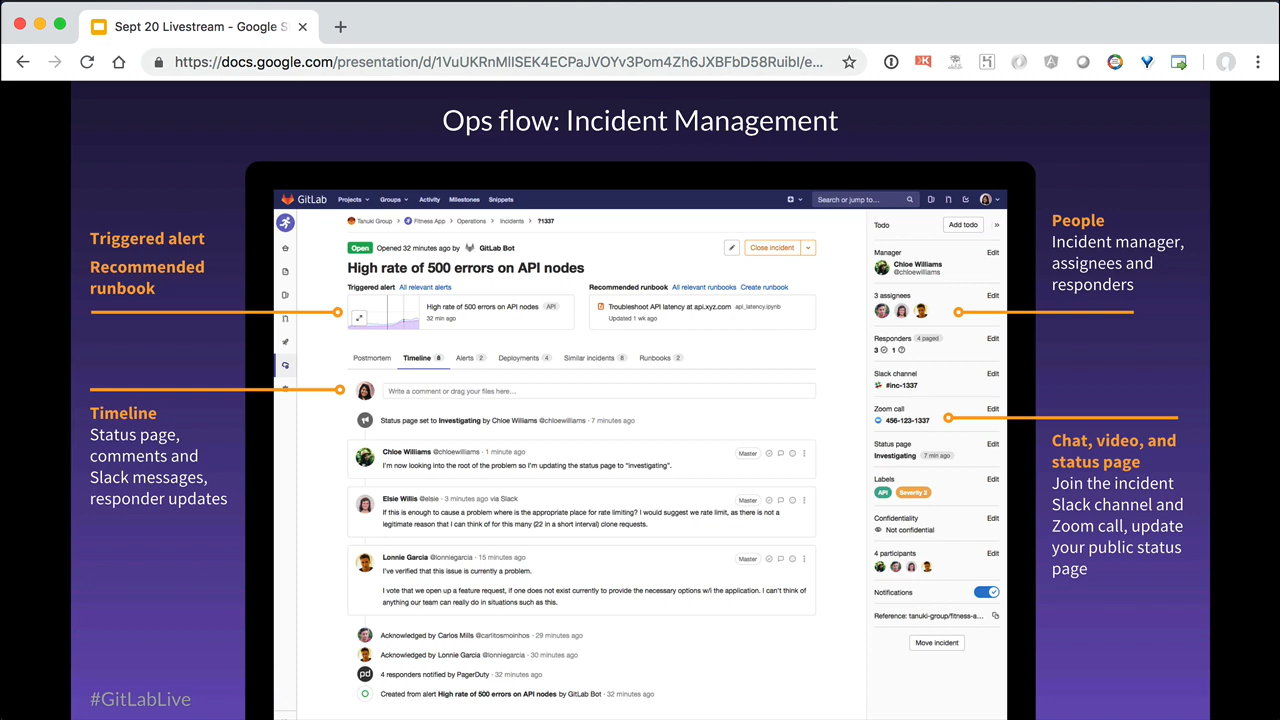 Sept 20 Livestream - Google S
https://docs.google.com/presentation/d/1VuUKRnMlISEK4ECPaJVOYv3Pom4Zh6JXBFbD58RuibI/e...
Ops flow: Incident Management
Triggered alert
Recommended
runbook
Timeline
Status page,
comments and
Slack messages,
responder updates
#GitLabLive
GitLab
Projects
Groups
Activity
Milestones
Snippets
Search or jump to...
Tanuki Group > Fitness App > Operations > Incidents > ?1337
Open Opened 32 minutes ago by GitLab Bot
Close incident
High rate of 500 errors on API nodes
Triggered alert All relevant alerts
High rate of 500 errors on API nodes API
32 min ago
Recommended runbook All relevant runbooks Create runbook
Troubleshoot API latency at api.xyz.com api_latency.ipynb
Updated 1 wk ago
Postmortem Timeline 8 Alerts 2 Deployments 4 Similar incidents 8 Runbooks 2
Write a comment or drag your files here...
Status page set to Investigating by Chloe Williams @chloewilliams - 7 minutes ago
Chloe Williams @chloewilliams - 1 minute ago
Master
I'm now looking into the root of the problem so I'm updating the status page to "investigating".
Elsie Willis @elsie - 3 minutes ago via Slack
Master
If this is enough to cause a problem where is the appropriate place for rate limiting? I would suggest we rate limit, as there is not a
legitimate reason that I can think of for this many (22 in a short interval) clone requests.
Lonnie Garcia @lonniegarcia - 15 minutes ago
Master
I've verified that this issue is currently a problem.
I vote that we open up a feature request, if one does not exist currently to provide the necessary options w/i the application. I can't think of
anything our team can really do in situations such as this.
Acknowledged by Carlos Mills @carlitosmoinhos - 29 minutes ago
Acknowledged by Lonnie Garcia @lonniegarcia - 30 minutes ago
pd
4 responders notified by PagerDuty - 32 minutes ago
Created from alert High rate of 500 errors on API nodes by GitLab Bot - 32 minutes ago
Todo
Add todo
Manager Edit
Chloe Williams
@chloewilliams
3 assignees Edit
Responders 4 paged Edit
3 1
Slack channel Edit
#inc-1337
Zoom call Edit
456-123-1337
Status page Edit
Investigating 7 min ago
Labels Edit
API Severity 2
Confidentiality Edit
Not confidential
4 participants Edit
Notifications
Reference: tanuki-group/fitness-a...
Move incident
People
Incident manager,
assignees and
responders
Chat, video, and
status page
Join the incident
Slack channel and
Zoom call, update
your public status
page